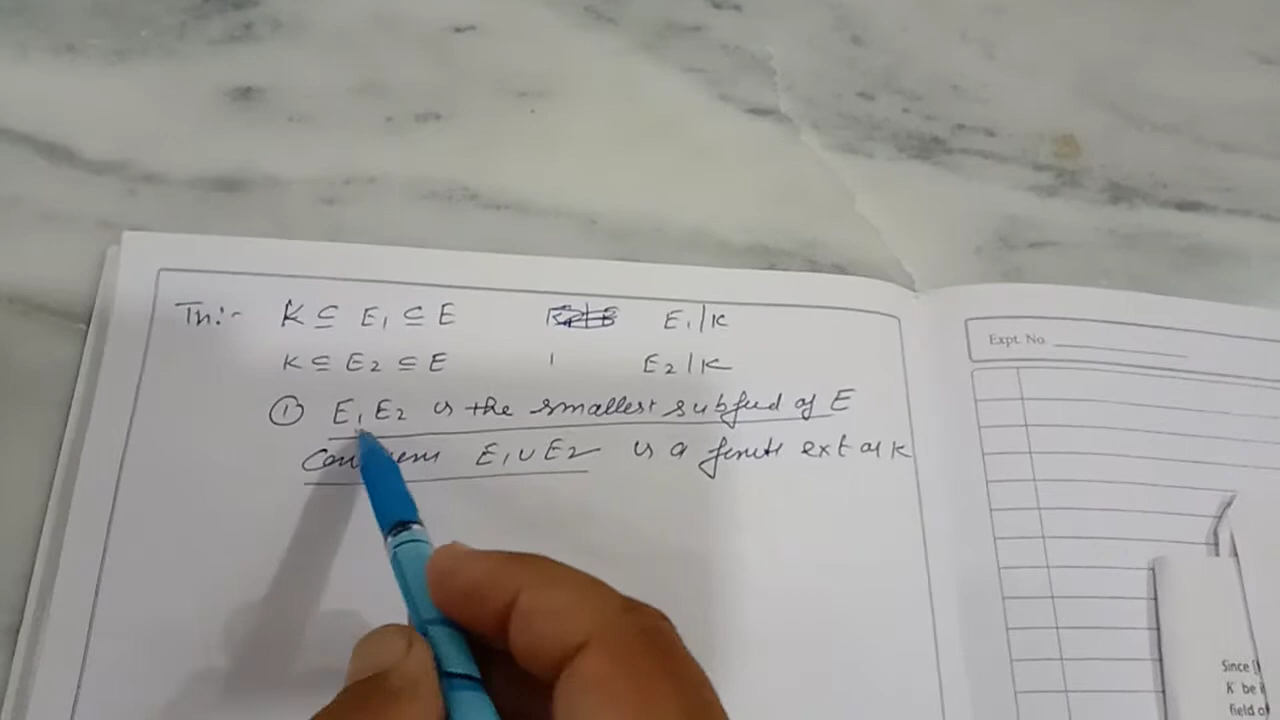 Th:- K ⊆ E₁ ⊆ E E₁/K
K ⊆ E₂ ⊆ E E₂/K
① E₁E₂ is the smallest subfied of E
E₁∪E₂ is a finite ext of K
Expt. No.
Since
K be
field of